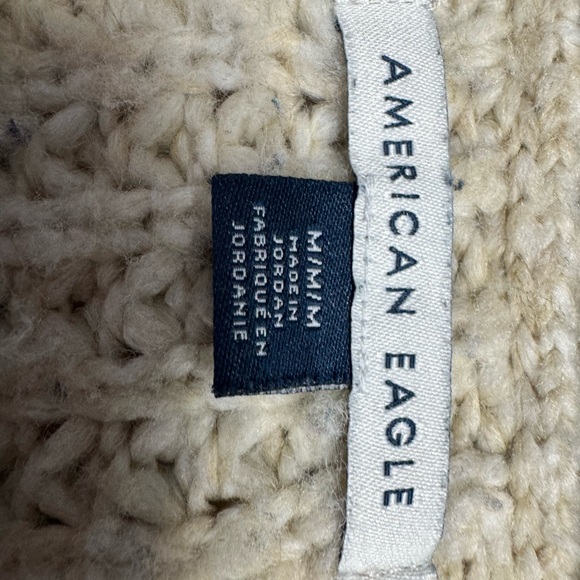 AMERICAN EAGLE
M/M/M
MADE IN
JORDAN
FABRIQUÉ EN
JORDANIE